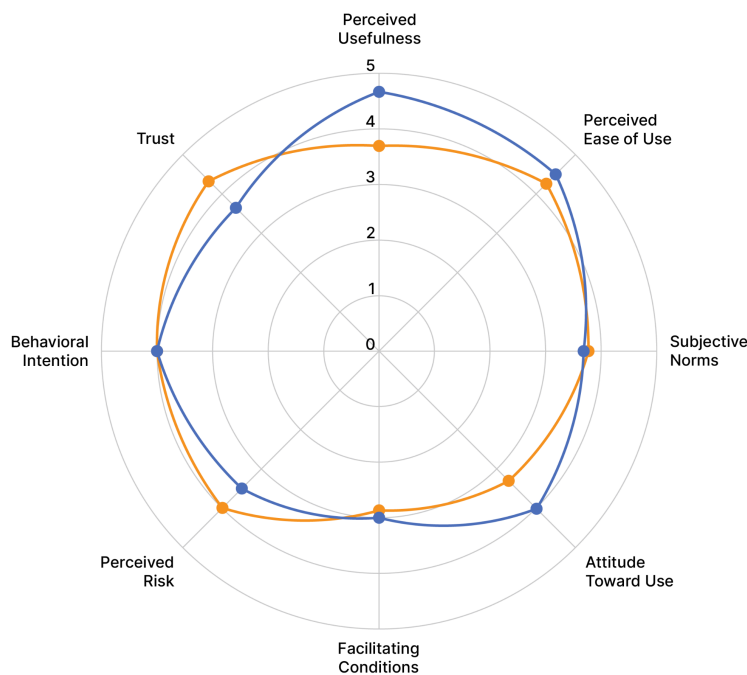 Perceived
Usefulness
5
Perceived
Ease of Use
Trust
4
3
2
1
0
Behavioral
Intention
Subjective
Norms
Perceived
Risk
Attitude
Toward Use
Facilitating
Conditions